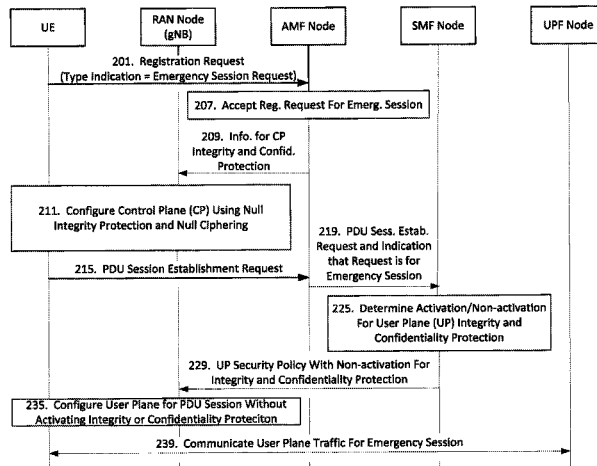 UE
RAN Node
(gNB)
AMF Node
SMF Node
UPF Node
201. Registration Request
(Type Indication = Emergency Session Request)
207. Accept Reg. Request For Emerg. Session
209. Info. for CP
Integrity and Confid.
Protection
211. Configure Control Plane (CP) Using Null
Integrity Protection and Null Ciphering
219. PDU Sess. Estab.
Request and Indication
that Request is for
Emergency Session
215. PDU Session Establishment Request
225. Determine Activation/Non-activation
For User Plane (UP) Integrity and
Confidentiality Protection
229. UP Security Policy With Non-activation For
Integrity and Confidentiality Protection
235. Configure User Plane for PDU Session Without
Activating Integrity or Confidentiality Proteciton
239. Communicate User Plane Traffic For Emergency Session